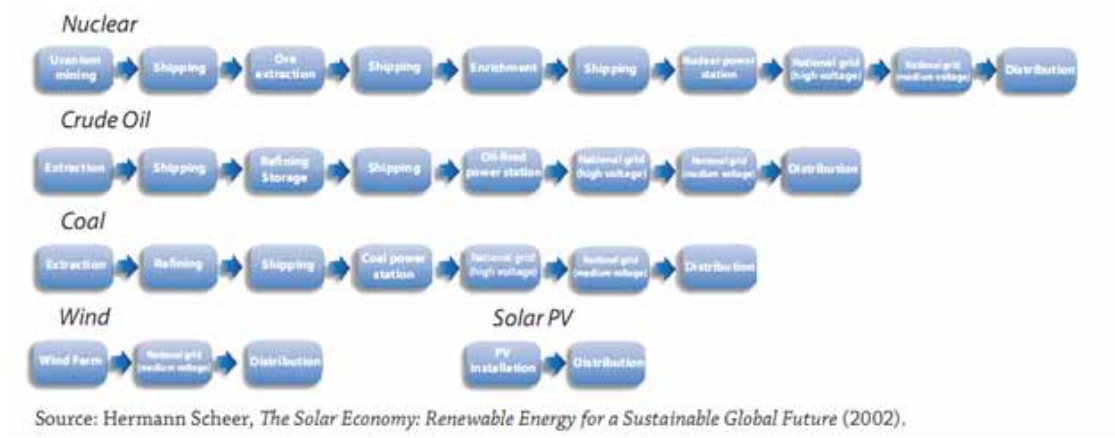 Nuclear
Uranium
mining
Shipping
Ore
extraction
Shipping
Enrichment
Shipping
Nuclear power
station
National grid
(high voltage)
National grid
(medium voltage)
Distribution
Crude Oil
Extraction
Shipping
Refining
Storage
Shipping
Oil-fired
power station
National grid
(high voltage)
National grid
(medium voltage)
Distribution
Coal
Extraction
Refining
Shipping
Coal power
station
National grid
(high voltage)
National grid
(medium voltage)
Distribution
Wind
Solar PV
Wind Farm
National grid
(medium voltage)
Distribution
PV
installation
Distribution
Source: Hermann Scheer, The Solar Economy: Renewable Energy for a Sustainable Global Future (2002).